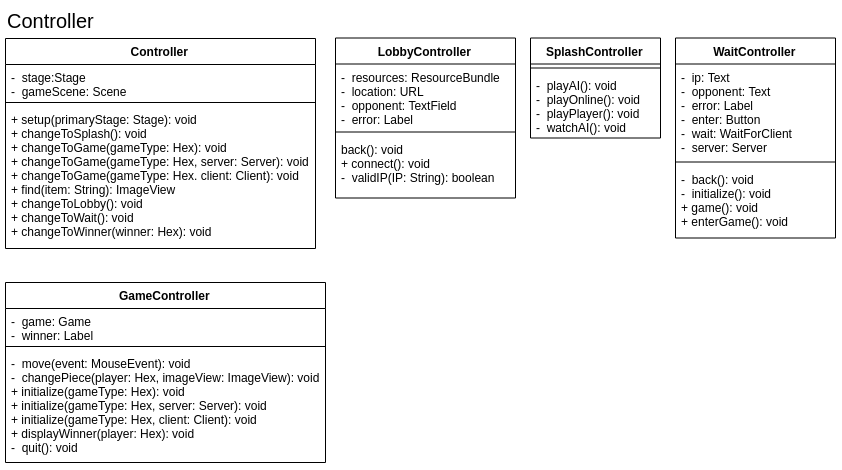 Controller
Controller
- stage:Stage
- gameScene: Scene
+ setup(primaryStage: Stage): void
+ changeToSplash(): void
+ changeToGame(gameType: Hex): void
+ changeToGame(gameType: Hex, server: Server): void
+ changeToGame(gameType: Hex. client: Client): void
+ find(item: String): ImageView
+ changeToLobby(): void
+ changeToWait(): void
+ changeToWinner(winner: Hex): void
LobbyController
- resources: ResourceBundle
- location: URL
- opponent: TextField
- error: Label
back(): void
+ connect(): void
- validIP(IP: String): boolean
SplashController
- playAI(): void
- playOnline(): void
- playPlayer(): void
- watchAI(): void
WaitController
- ip: Text
- opponent: Text
- error: Label
- enter: Button
- wait: WaitForClient
- server: Server
- back(): void
- initialize(): void
+ game(): void
+ enterGame(): void
GameController
- game: Game
- winner: Label
- move(event: MouseEvent): void
- changePiece(player: Hex, imageView: ImageView): void
+ initialize(gameType: Hex): void
+ initialize(gameType: Hex, server: Server): void
+ initialize(gameType: Hex, client: Client): void
+ displayWinner(player: Hex): void
- quit(): void